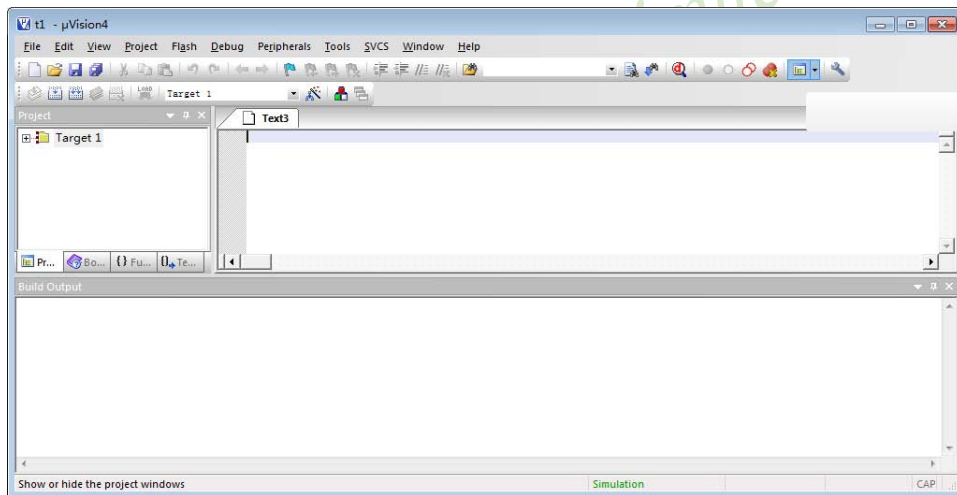 t1 - µVision4
File Edit View Project Flash Debug Peripherals Tools SVCS Window Help
LOAD Target 1
Project
Text3
Target 1
Pr... Bo... {} Fu... 0 Te...
Build Output
Show or hide the project windows Simulation CAP